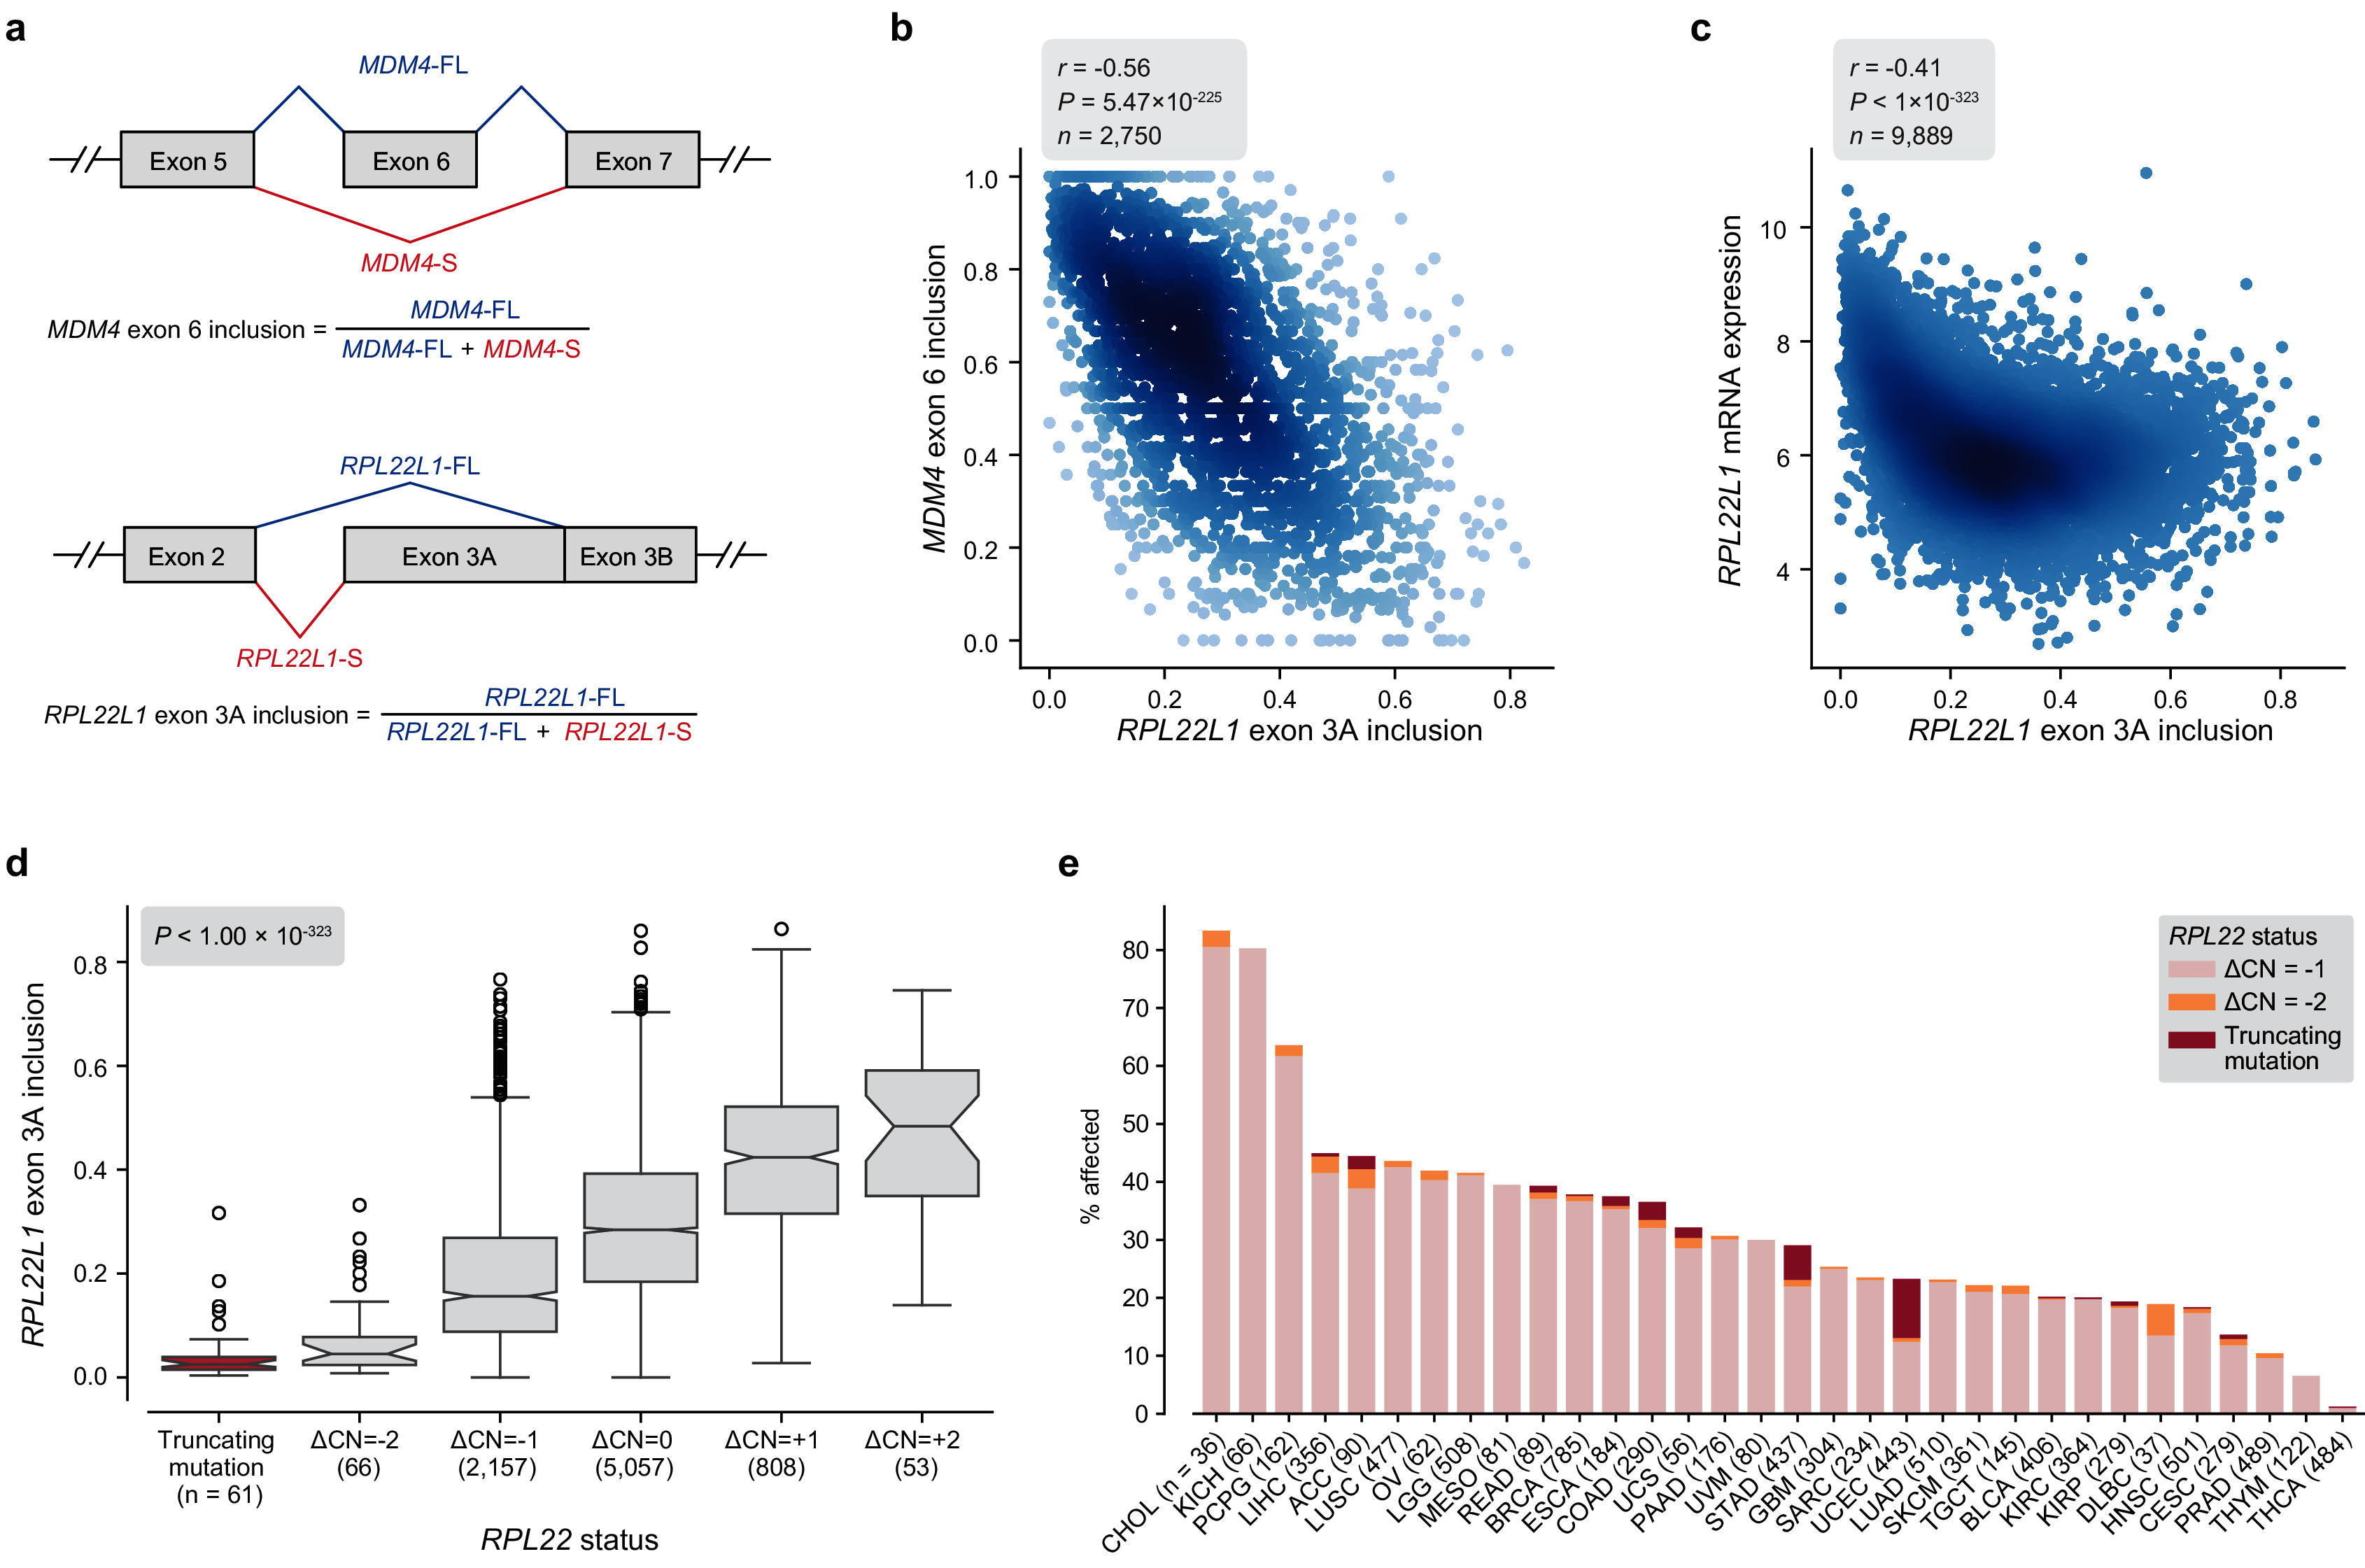 a
MDM4-FL
Exon 5
Exon 6
Exon 7
MDM4-S
MDM4 exon 6 inclusion =
MDM4-FL
MDM4-FL + MDM4-S
RPL22L1-FL
Exon 2
Exon 3A
Exon 3B
RPL22L1-S
RPL22L1 exon 3A inclusion =
RPL22L1-FL
RPL22L1-FL + RPL22L1-S
b
r = -0.56
P = 5.47×10-225
n = 2,750
MDM4 exon 6 inclusion
1.0
0.8
0.6
0.4
0.2
0.0
0.0 0.2 0.4 0.6 0.8
RPL22L1 exon 3A inclusion
c
r = -0.41
P < 1×10-323
n = 9,889
RPL22L1 mRNA expression
10
8
6
4
0.0 0.2 0.4 0.6 0.8
RPL22L1 exon 3A inclusion
d
P < 1.00 × 10-323
RPL22L1 exon 3A inclusion
0.8
0.6
0.4
0.2
0.0
Truncating
mutation
(n = 61)
ΔCN=-2
(66)
ΔCN=-1
(2,157)
ΔCN=0
(5,057)
ΔCN=+1
(808)
ΔCN=+2
(53)
RPL22 status
e
RPL22 status
ΔCN = -1
ΔCN = -2
Truncating
mutation
% affected
80
70
60
50
40
30
20
10
0
CHOL (n = 36)
KICH (66)
PCPG (162)
LIHC (356)
ACC (90)
LUSC (477)
OV (62)
LGG (508)
MESO (81)
READ (89)
BRCA (785)
ESCA (184)
COAD (290)
UCS (56)
PAAD (176)
UVM (80)
STAD (437)
GBM (304)
SARC (234)
UCEC (443)
LUAD (510)
SKCM (361)
TGCT (145)
BLCA (406)
KIRC (364)
KIRP (279)
DLBC (37)
HNSC (501)
CESC (279)
PRAD (489)
THYM (122)
THCA (484)